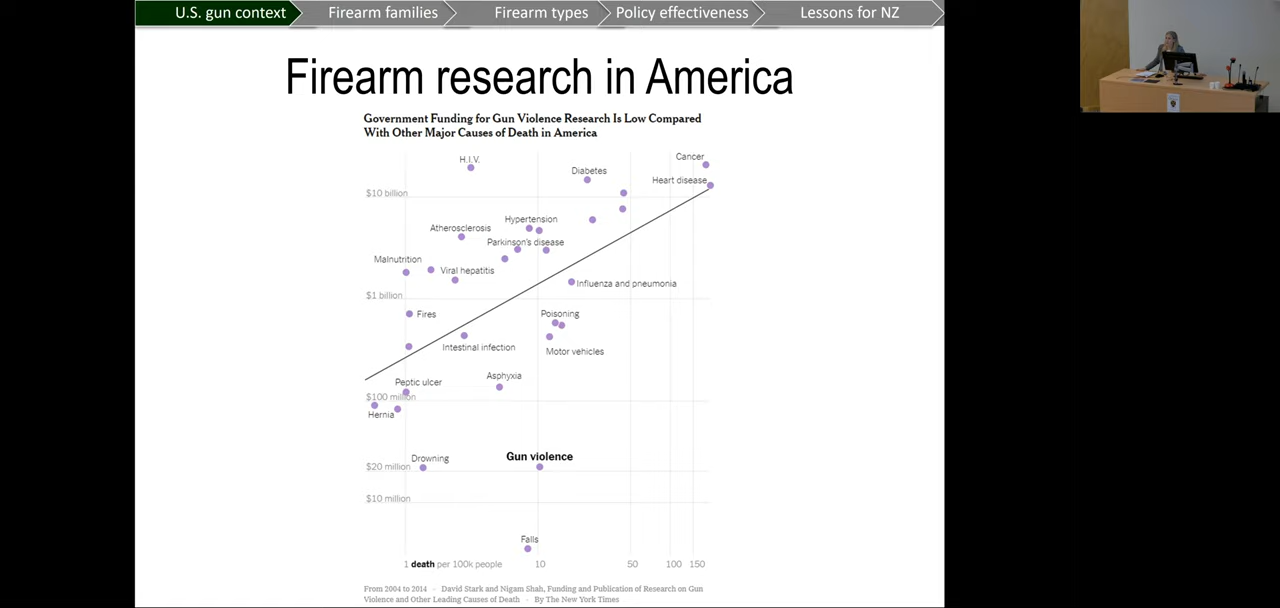 U.S. gun context
Firearm families
Firearm types
Policy effectiveness
Lessons for NZ
Firearm research in America
Government Funding for Gun Violence Research Is Low Compared
With Other Major Causes of Death in America
H.I.V.
Cancer
Diabetes
Heart disease
$10 billion
Hypertension
Atherosclerosis
Parkinson's disease
Malnutrition
Viral hepatitis
Influenza and pneumonia
$1 billion
Fires
Poisoning
Intestinal infection
Motor vehicles
Asphyxia
Peptic ulcer
$100 million
Hernia
Gun violence
Drowning
$20 million
$10 million
Falls
1 death per 100k people
10
50
100
150
From 2004 to 2014 - David Stark and Nigam Shah, Funding and Publication of Research on Gun
Violence and Other Leading Causes of Death - By The New York Times